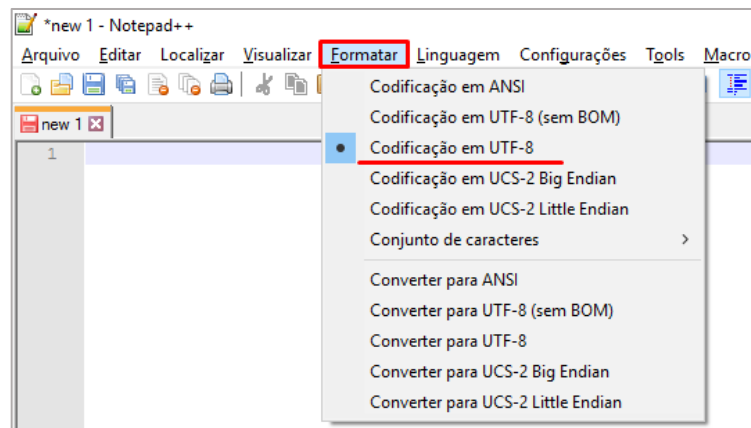 *new 1 - Notepad++
Arquivo Editar Localizar Visualizar Formatar Linguagem Configurações Tools Macro
new 1
1
Codificação em ANSI
Codificação em UTF-8 (sem BOM)
Codificação em UTF-8
Codificação em UCS-2 Big Endian
Codificação em UCS-2 Little Endian
Conjunto de caracteres
Converter para ANSI
Converter para UTF-8 (sem BOM)
Converter para UTF-8
Converter para UCS-2 Big Endian
Converter para UCS-2 Little Endian